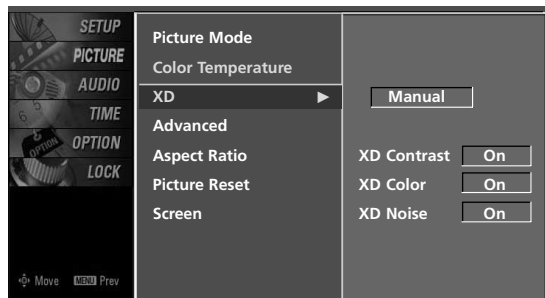 SETUP
PICTURE
AUDIO
TIME
OPTION
LOCK
Move MENU Prev
Picture Mode
Color Temperature
XD ▶
Advanced
Aspect Ratio
Picture Reset
Screen
Manual
XD Contrast On
XD Color On
XD Noise On